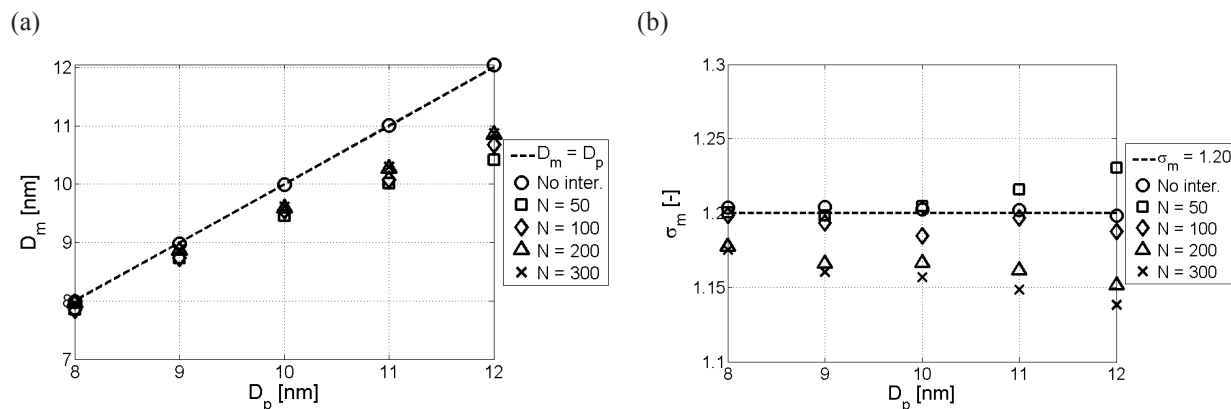 (a)
(b)
12
11
10
9
8
7
D_m [nm]
8 9 10 11 12
D_p [nm]
D_m = D_p
No inter.
N = 50
N = 100
N = 200
N = 300
1.3
1.25
1.2
1.15
1.1
σ_m [-]
8 9 10 11 12
D_p [nm]
σ_m = 1.20
No inter.
N = 50
N = 100
N = 200
N = 300